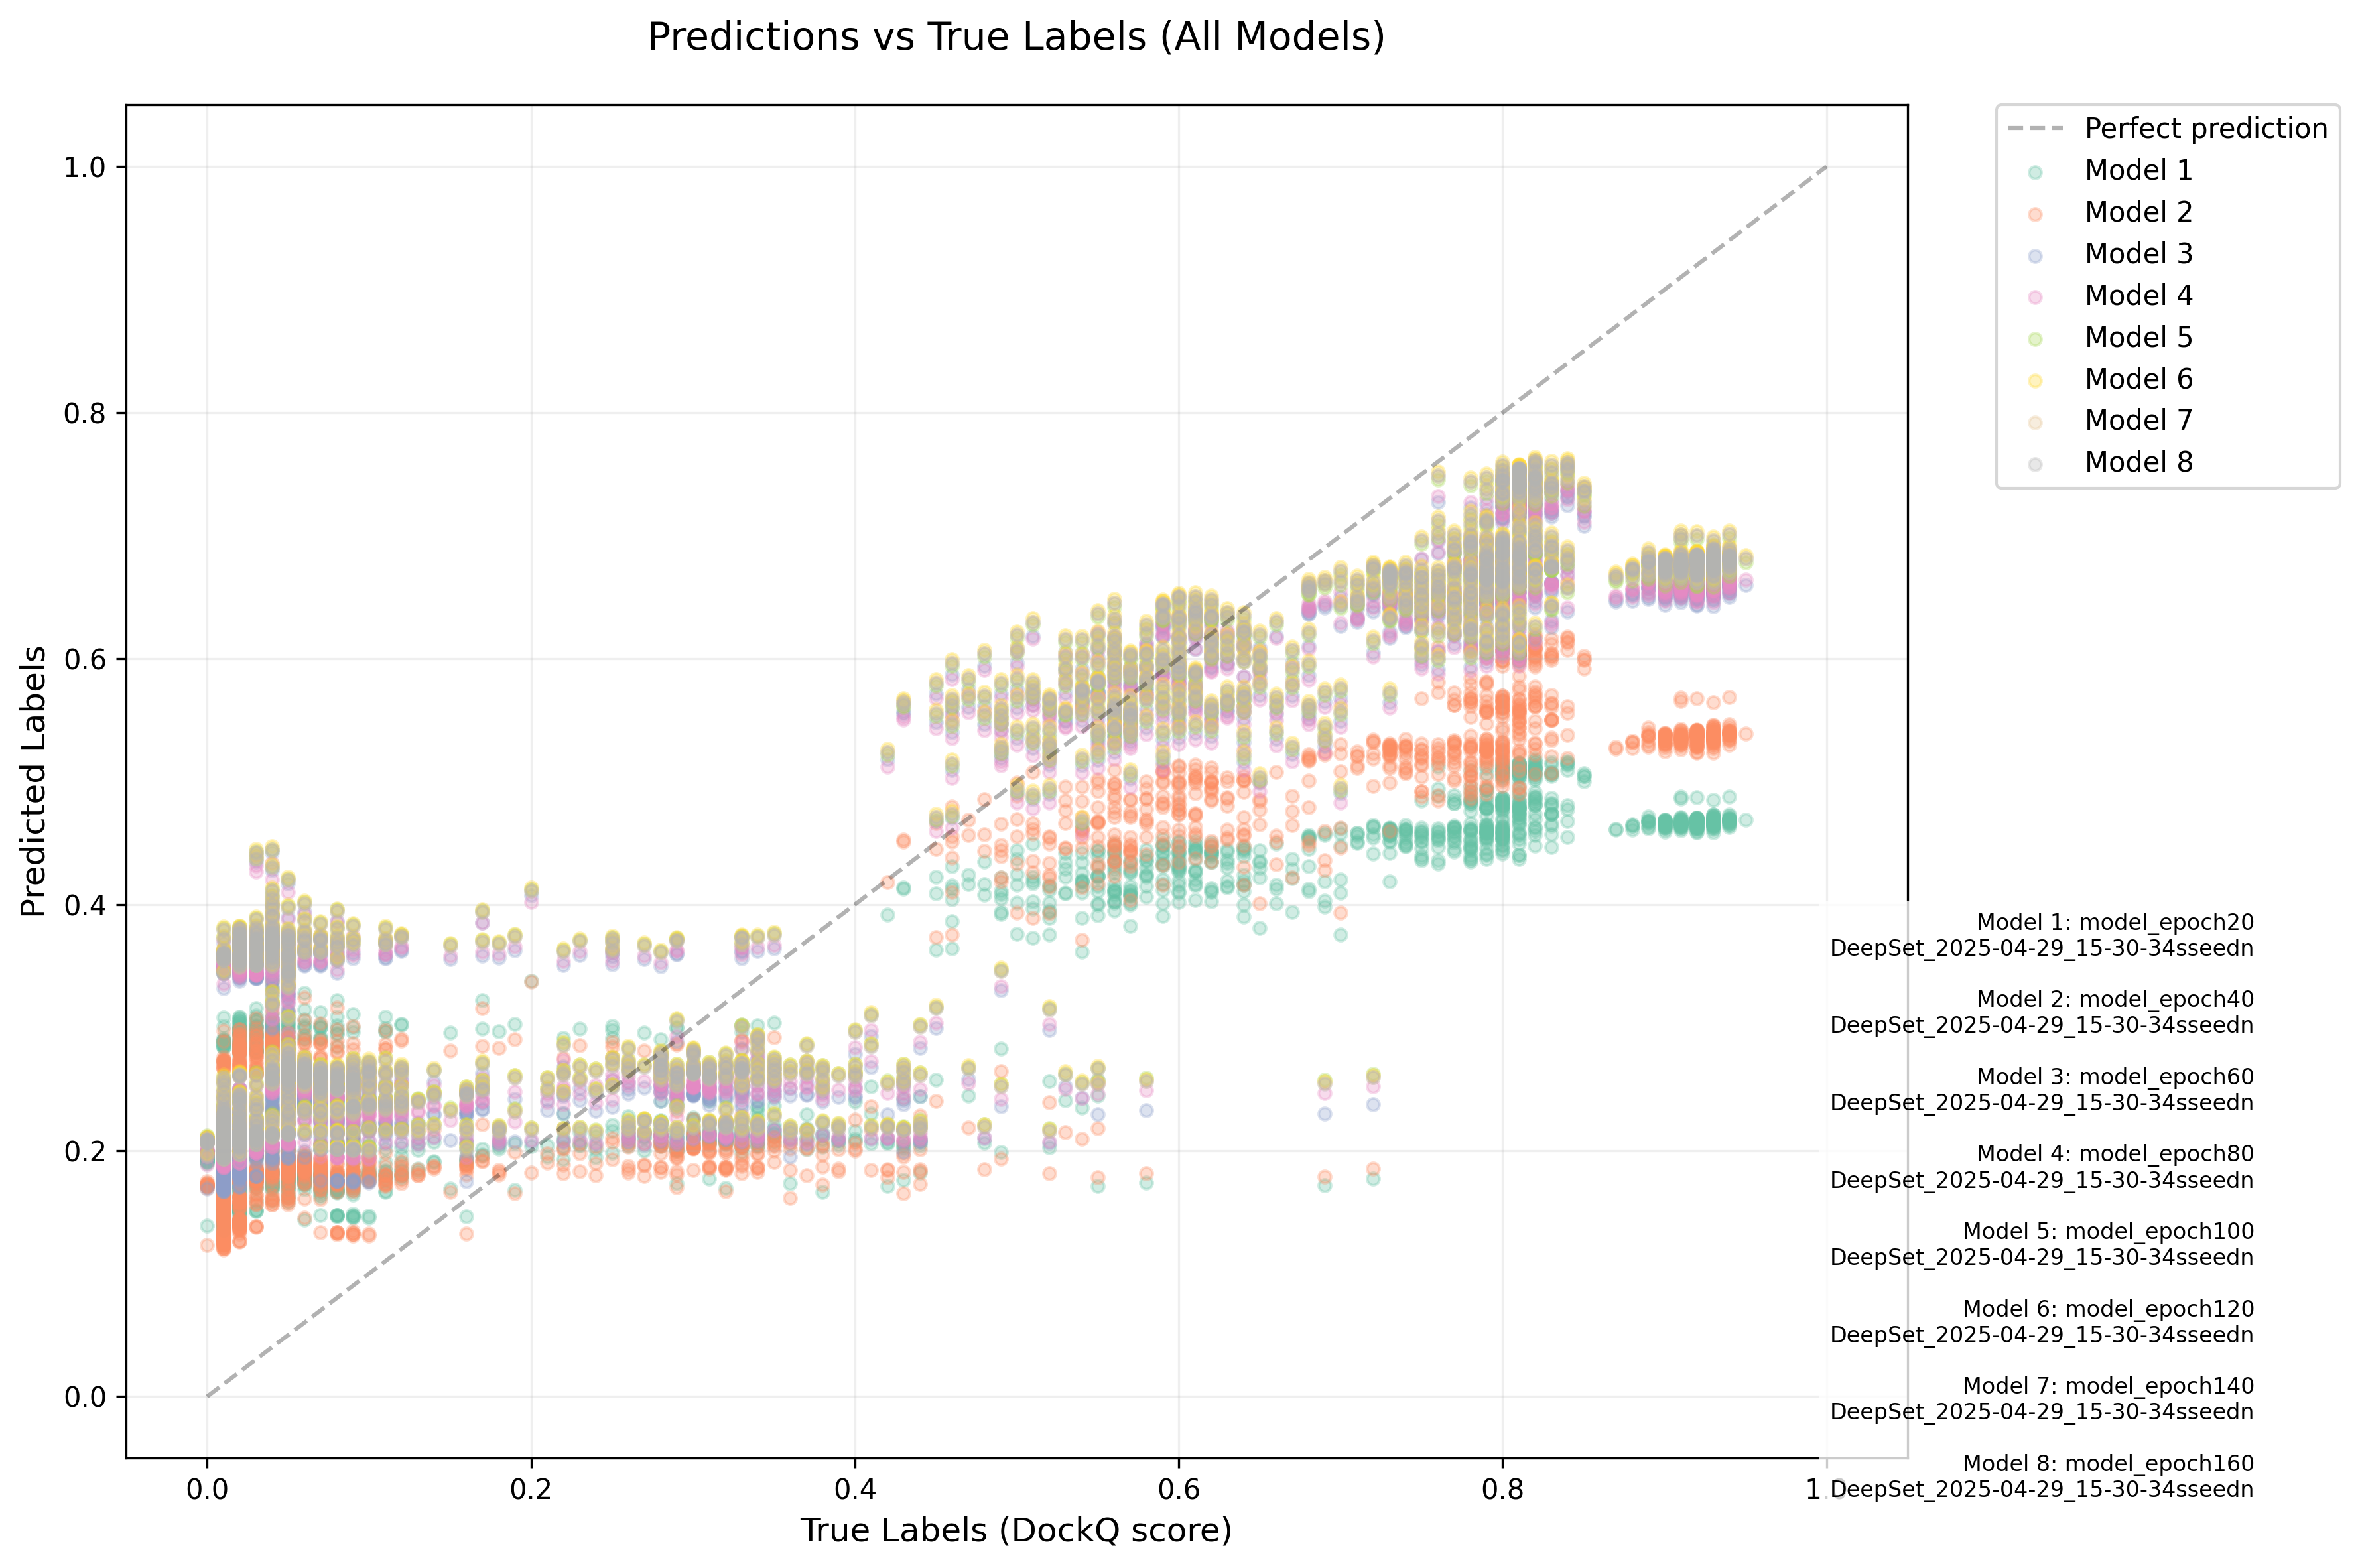 Predictions vs True Labels (All Models)
Perfect prediction
Model 1
Model 2
Model 3
Model 4
Model 5
Model 6
Model 7
Model 8
Predicted Labels
1.0
0.8
0.6
0.4
0.2
0.0
0.0
0.2
0.4
0.6
0.8
1.0
True Labels (DockQ score)
Model 1: model_epoch20
DeepSet_2025-04-29_15-30-34sseedn
Model 2: model_epoch40
DeepSet_2025-04-29_15-30-34sseedn
Model 3: model_epoch60
DeepSet_2025-04-29_15-30-34sseedn
Model 4: model_epoch80
DeepSet_2025-04-29_15-30-34sseedn
Model 5: model_epoch100
DeepSet_2025-04-29_15-30-34sseedn
Model 6: model_epoch120
DeepSet_2025-04-29_15-30-34sseedn
Model 7: model_epoch140
DeepSet_2025-04-29_15-30-34sseedn
Model 8: model_epoch160
DeepSet_2025-04-29_15-30-34sseedn